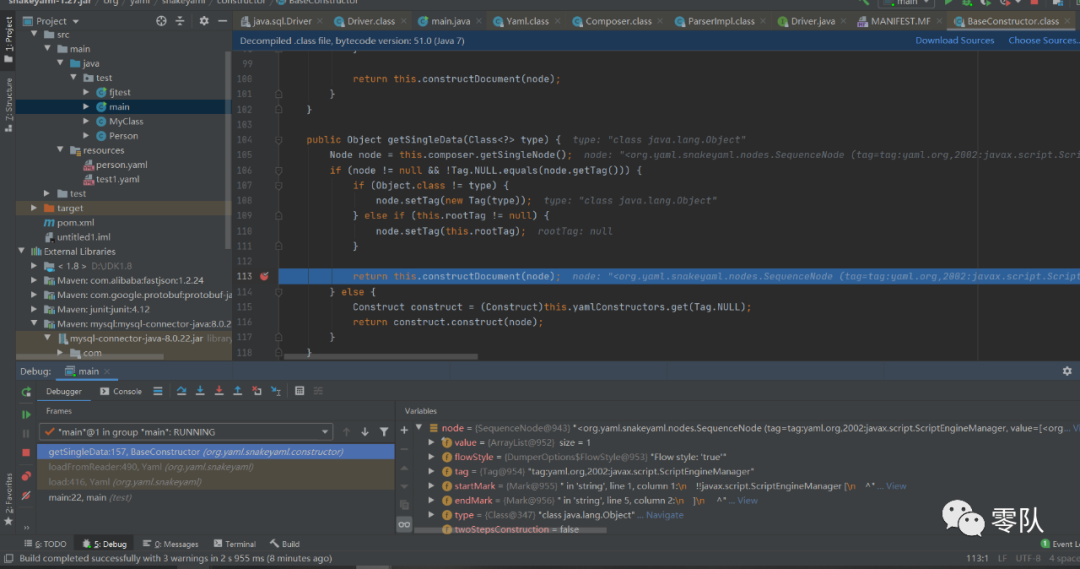 snakeyaml-1.27.jar org yaml snakeyaml constructor BaseConstructor main
Project
java.sql.Driver Driver.class main.java Yaml.class Composer.class ParserImpl.class Driver.java MANIFEST.MF BaseConstructor.class
Decompiled .class file, bytecode version: 51.0 (Java 7) Download Sources Choose Sources..
1: Project
Z: Structure
2: Favorites
src
main
java
test
fjtest
main
MyClass
Person
resources
person.yaml
test1.yaml
test
target
pom.xml
untitled1.iml
External Libraries
< 1.8 > D:\JDK1.8
Maven: com.alibaba:fastjson:1.2.24
Maven: com.google.protobuf:protobuf-ja
Maven: junit:junit:4.12
Maven: mysql:mysql-connector-java:8.0.2
mysql-connector-java-8.0.22.jar library
com
99
100 return this.constructDocument(node);
101 }
102 }
103
104 public Object getSingleData(Class<?> type) { type: "class java.lang.Object"
105 Node node = this.composer.getSingleNode(); node: "<org.yaml.snakeyaml.nodes.SequenceNode (tag=tag:yaml.org,2002:javax.script.Scri
106 if (node != null && !Tag.NULL.equals(node.getTag())) {
107 if (Object.class != type) {
108 node.setTag(new Tag(type)); type: "class java.lang.Object"
109 } else if (this.rootTag != null) {
110 node.setTag(this.rootTag); rootTag: null
111 }
112
113 return this.constructDocument(node); node: "<org.yaml.snakeyaml.nodes.SequenceNode (tag=tag:yaml.org,2002:javax.script.Script
114 } else {
115 Construct construct = (Construct)this.yamlConstructors.get(Tag.NULL);
116 return construct.construct(node);
117 }
118 }
Debug: main
Debugger Console
Frames
"main"@1 in group "main": RUNNING
getSingleData:157, BaseConstructor (org.yaml.snakeyaml.constructor)
loadFromReader:490, Yaml (org.yaml.snakeyaml)
load:416, Yaml (org.yaml.snakeyaml)
main:22, main (test)
Variables
node = {SequenceNode@943} "<org.yaml.snakeyaml.nodes.SequenceNode (tag=tag:yaml.org,2002:javax.script.ScriptEngineManager, value=[<org... View
value = {ArrayList@952} size = 1
flowStyle = {DumperOptions$FlowStyle@953} "Flow style: 'true'"
tag = {Tag@954} "tag:yaml.org,2002:javax.script.ScriptEngineManager"
startMark = {Mark@955} " in 'string', line 1, column 1:\n !!javax.script.ScriptEngineManager [\n ^"... View
endMark = {Mark@956} " in 'string', line 5, column 2:\n ]\n ^"... View
type = {Class@347} "class java.lang.Object"... Navigate
twoStepsConstruction = false
零队
6: TODO 5: Debug 0: Messages Terminal Build 1 Event Lo
Build completed successfully with 3 warnings in 2 s 955 ms (8 minutes ago) 113:1 LF UTF-8 4 space